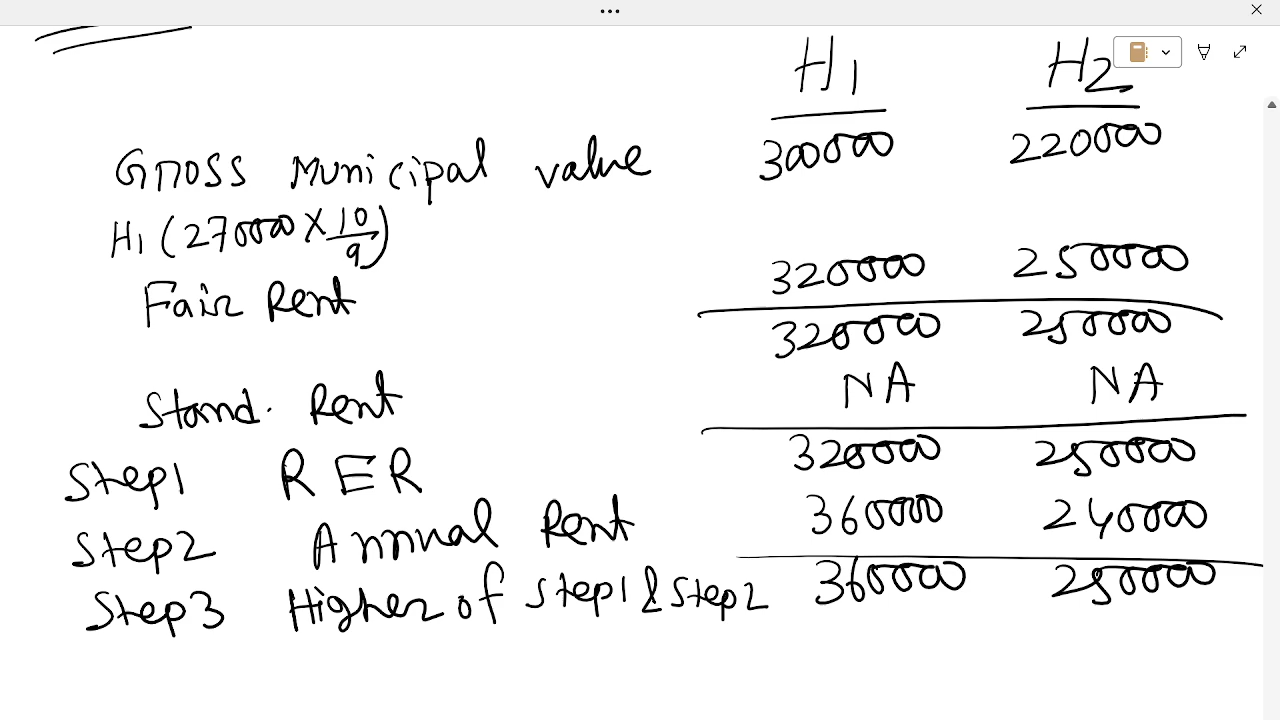 H1 H2
Gross Municipal value 300000 220000
H1 (270000 X 10/9)
Fair Rent 320000 250000
320000 250000
Stand. Rent NA NA
Step1 RER 320000 250000
Step2 Annual Rent 360000 240000
Step3 Higher of Step1 & Step2 360000 250000